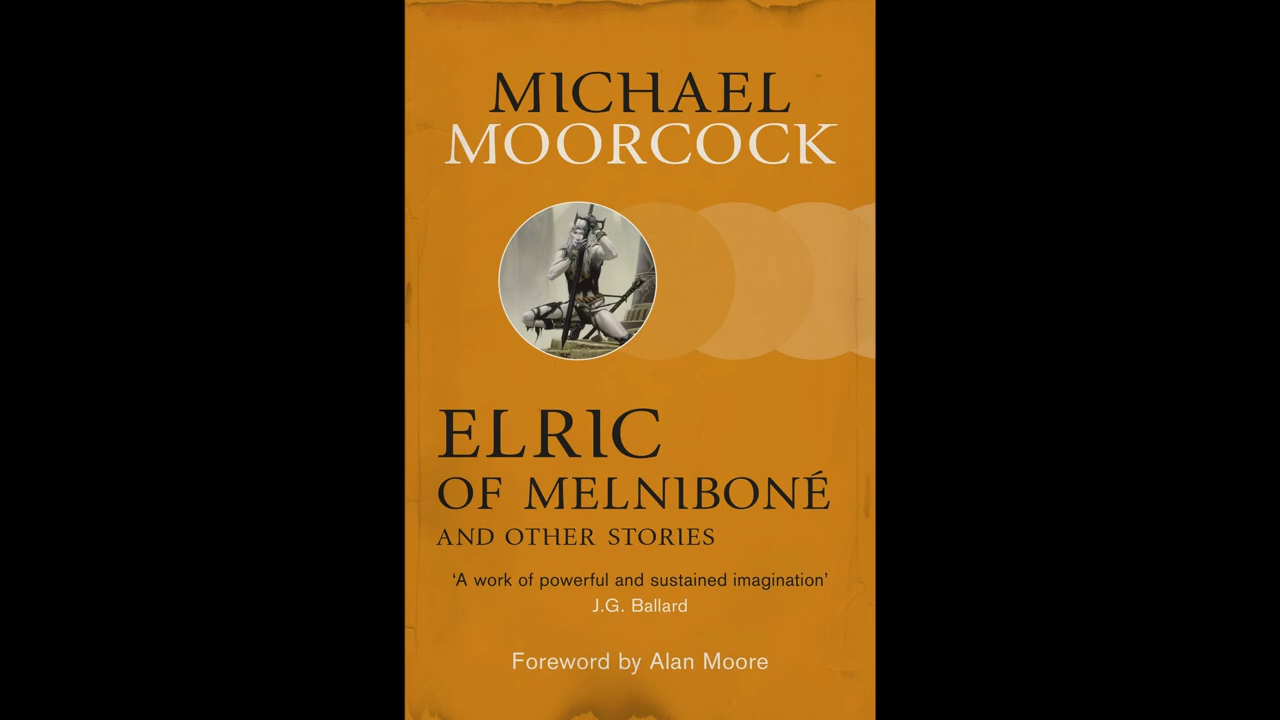 MICHAEL
MOORCOCK
ELRIC
OF MELNIBONÉ
AND OTHER STORIES
‘A work of powerful and sustained imagination’
J.G. Ballard
Foreword by Alan Moore